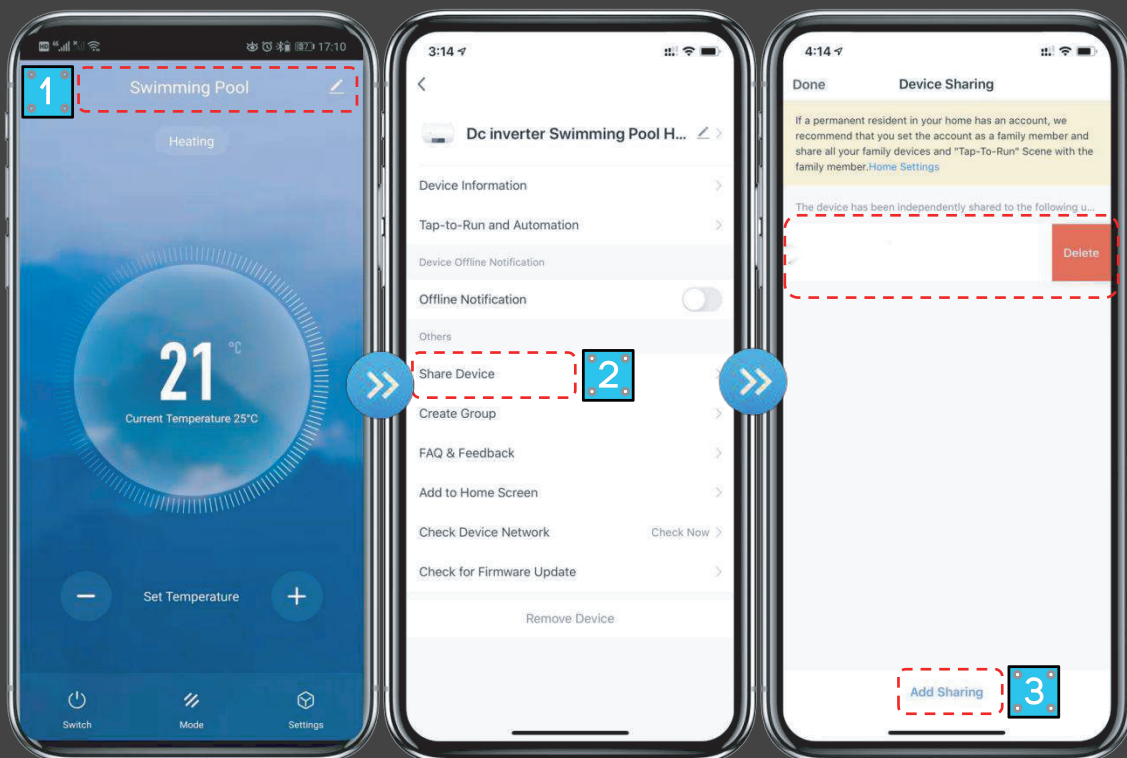 17:10
1
Swimming Pool
Heating
21 °C
Current Temperature 25°C
Set Temperature
Switch
Mode
Settings
3:14
Dc inverter Swimming Pool H...
Device Information
Tap-to-Run and Automation
Device Offline Notification
Offline Notification
Others
Share Device
2
Create Group
FAQ & Feedback
Add to Home Screen
Check Device Network Check Now
Check for Firmware Update
Remove Device
4:14
Done Device Sharing
If a permanent resident in your home has an account, we
recommend that you set the account as a family member and
share all your family devices and "Tap-To-Run" Scene with the
family member.Home Settings
The device has been independently shared to the following u...
Delete
Add Sharing
3